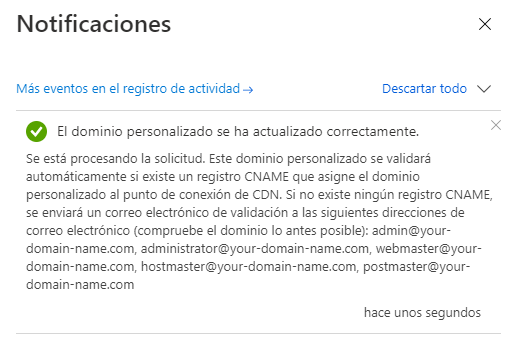 Notificaciones
Más eventos en el registro de actividad →
Descartar todo
El dominio personalizado se ha actualizado correctamente.
Se está procesando la solicitud. Este dominio personalizado se validará
automáticamente si existe un registro CNAME que asigne el dominio
personalizado al punto de conexión de CDN. Si no existe ningún registro CNAME,
se enviará un correo electrónico de validación a las siguientes direcciones de
correo electrónico (compruebe el dominio lo antes posible): admin@your-
domain-name.com, administrator@your-domain-name.com, webmaster@your-
domain-name.com, hostmaster@your-domain-name.com, postmaster@your-
domain-name.com
hace unos segundos